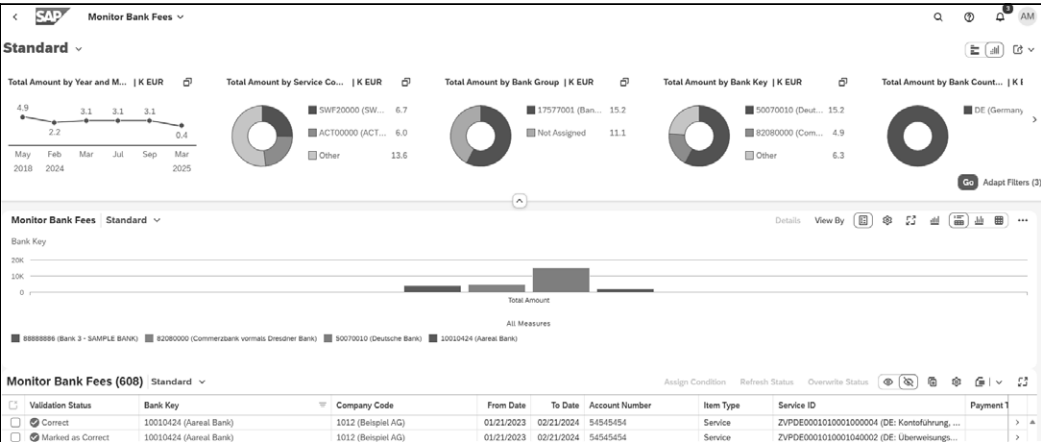 SAP Monitor Bank Fees 1 AM
Standard
Total Amount by Year and M... | K EUR
4.9 2.2 3.1 3.1 3.1 0.4
May Feb Mar Jul Sep Mar
2018 2024 2025
Total Amount by Service Co... | K EUR
SWF20000 (SW... 6.7
ACT00000 (ACT... 6.0
Other 13.6
Total Amount by Bank Group | K EUR
17577001 (Ban... 15.2
Not Assigned 11.1
Total Amount by Bank Key | K EUR
50070010 (Deut... 15.2
82080000 (Com... 4.9
Other 6.3
Total Amount by Bank Count... | K E
DE (Germany
Go Adapt Filters (3)
Monitor Bank Fees Standard Details View By
Bank Key
20K
10K
0
Total Amount
All Measures
88888886 (Bank 3 - SAMPLE BANK) 82080000 (Commerzbank vormals Dresdner Bank) 50070010 (Deutsche Bank) 10010424 (Aareal Bank)
Monitor Bank Fees (608) Standard Assign Condition Refresh Status Overwrite Status
Validation Status Bank Key Company Code From Date To Date Account Number Item Type Service ID Payment T
Correct 10010424 (Aareal Bank) 1012 (Beispiel AG) 01/21/2023 02/21/2024 54545454 Service ZVPDE0001010001000004 (DE: Kontoführung, ...
Marked as Correct 10010424 (Aareal Bank) 1012 (Beispiel AG) 01/21/2023 02/21/2024 54545454 Service ZVPDE0001010001040002 (DE: Überweisungs...